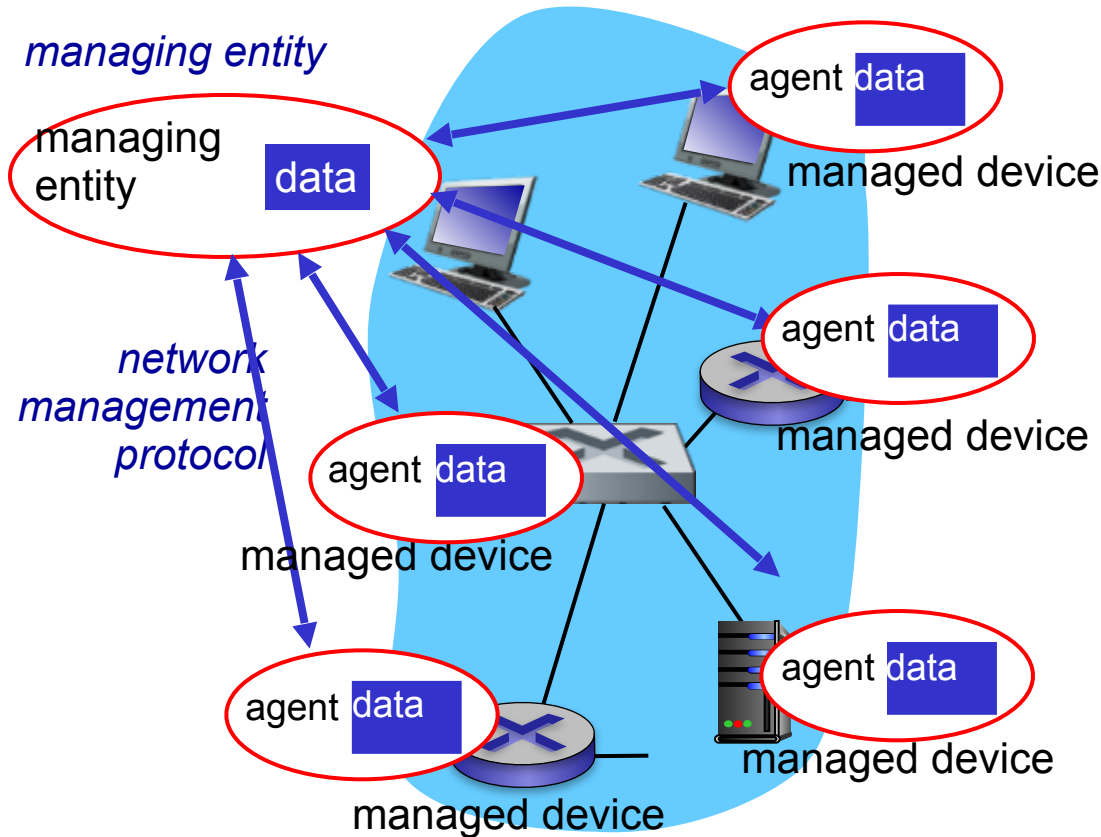 managing entity
managing
entity
data
agent data
managed device
agent data
managed device
network
management
protocol
agent data
managed device
agent data
managed device
agent data
managed device